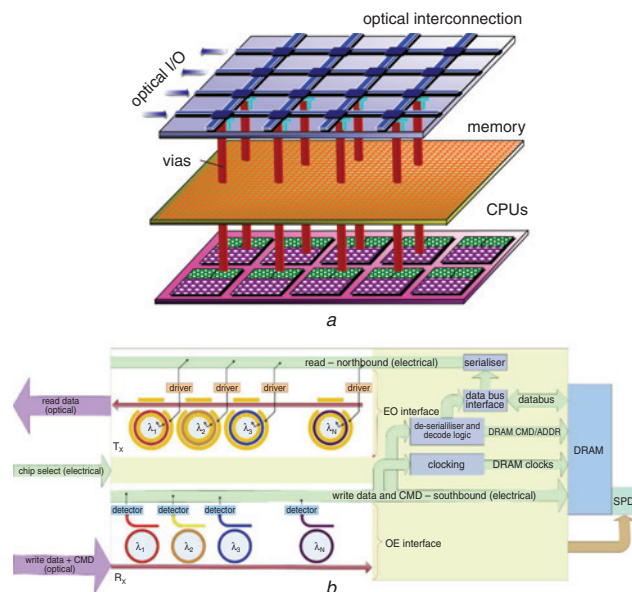 optical interconnection
optical I/O
memory
vias
CPUs
a
read – northbound (electrical)
serialiser
driver
driver
driver
driver
read data
(optical)
EO interface
data bus
interface
databus
λ1
λ2
λ3
λN
de-serialiliser and
decode logic
DRAM CMD/ADDR
DRAM
Tx
chip select (electrical)
clocking
DRAM clocks
write data and CMD – southbound (electrical)
SPD
detector
detector
detector
detector
λ1
λ2
λ3
λN
OE interface
write data + CMD
(optical)
Rx
b